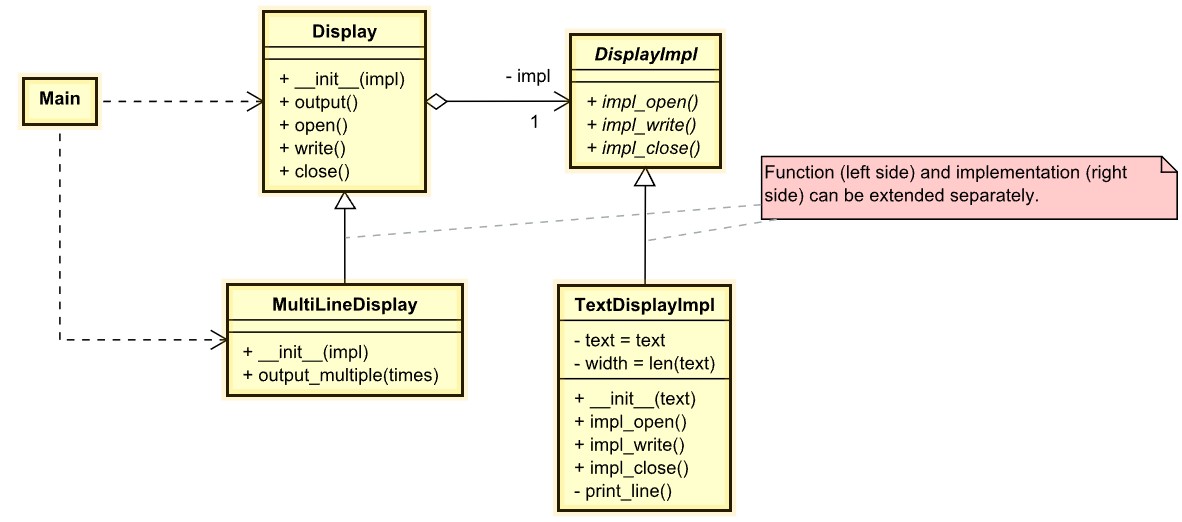 Display
+ __init__(impl)
+ output()
+ open()
+ write()
+ close()
- impl
1
DisplayImpl
+ impl_open()
+ impl_write()
+ impl_close()
Main
Function (left side) and implementation (right
side) can be extended separately.
MultiLineDisplay
+ __init__(impl)
+ output_multiple(times)
TextDisplayImpl
- text = text
- width = len(text)
+ __init__(text)
+ impl_open()
+ impl_write()
+ impl_close()
- print_line()